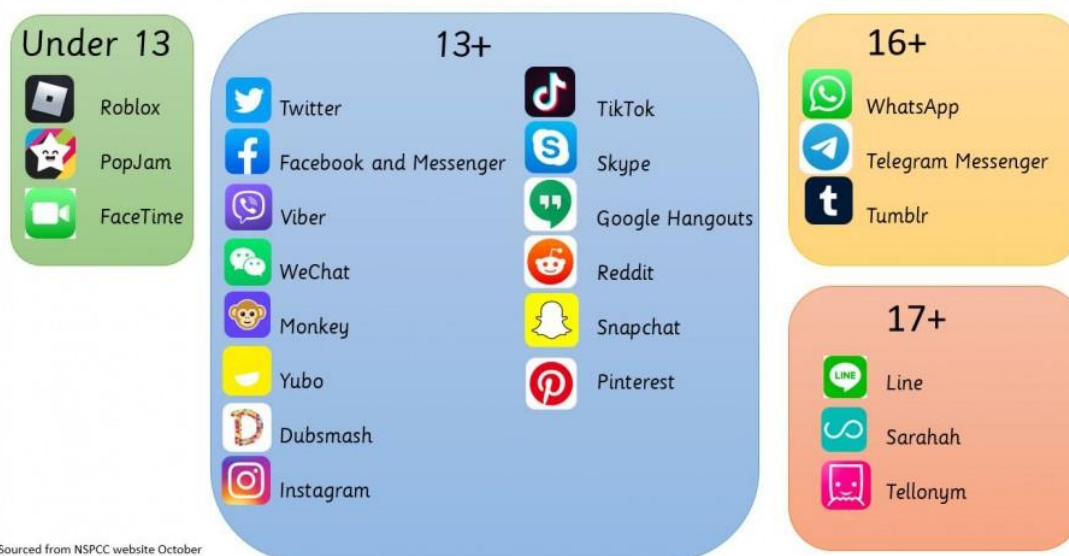 Under 13
Roblox
PopJam
FaceTime
13+
Twitter
Facebook and Messenger
Viber
WeChat
Monkey
Yubo
Dubsmash
Instagram
TikTok
Skype
Google Hangouts
Reddit
Snapchat
Pinterest
16+
WhatsApp
Telegram Messenger
Tumblr
17+
LINE
Line
Sarahah
Tellonym
Sourced from NSPCC website October